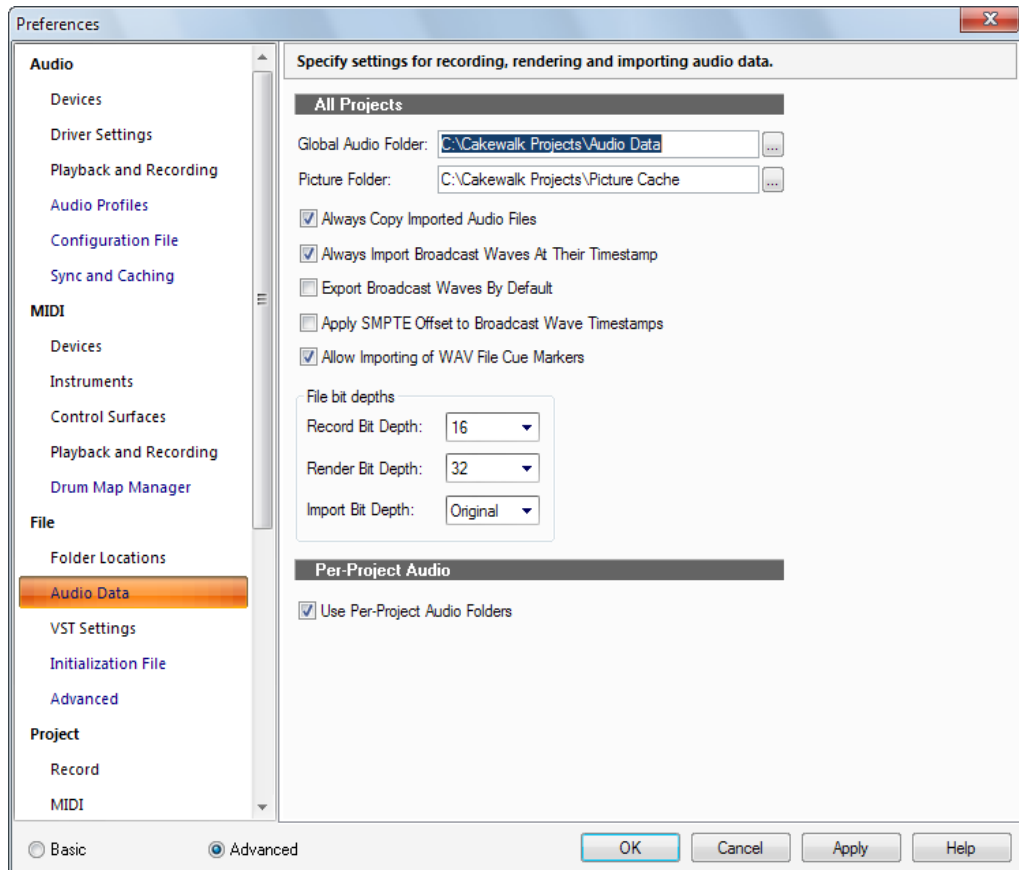 Preferences
Audio
Devices
Driver Settings
Playback and Recording
Audio Profiles
Configuration File
Sync and Caching
MIDI
Devices
Instruments
Control Surfaces
Playback and Recording
Drum Map Manager
File
Folder Locations
Audio Data
VST Settings
Initialization File
Advanced
Project
Record
MIDI
Basic
Advanced
Specify settings for recording, rendering and importing audio data.
All Projects
Global Audio Folder: C:\Cakewalk Projects\Audio Data ...
Picture Folder: C:\Cakewalk Projects\Picture Cache ...
Always Copy Imported Audio Files
Always Import Broadcast Waves At Their Timestamp
Export Broadcast Waves By Default
Apply SMPTE Offset to Broadcast Wave Timestamps
Allow Importing of WAV File Cue Markers
File bit depths
Record Bit Depth: 16
Render Bit Depth: 32
Import Bit Depth: Original
Per-Project Audio
Use Per-Project Audio Folders
OK Cancel Apply Help